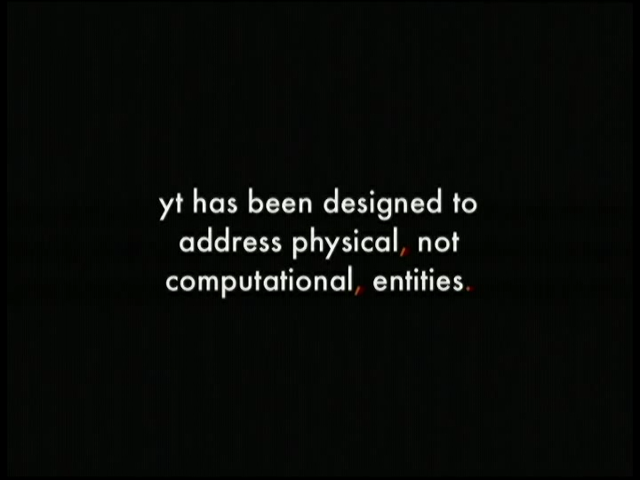 yt has been designed to
address physical, not
computational, entities.